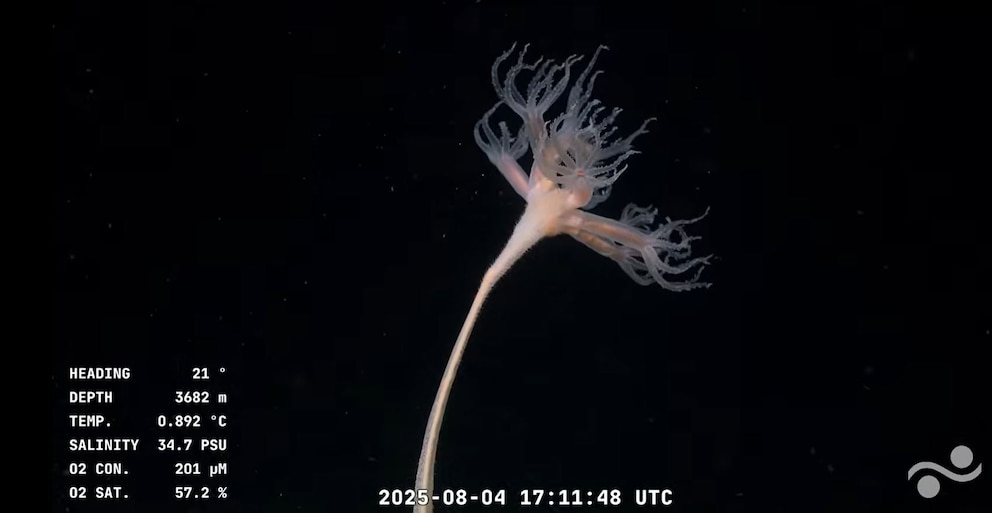 HEADING 21 °
DEPTH 3682 m
TEMP. 0.892 °C
SALINITY 34.7 PSU
O2 CON. 201 µM
O2 SAT. 57.2 %
2025-08-04 17:11:48 UTC